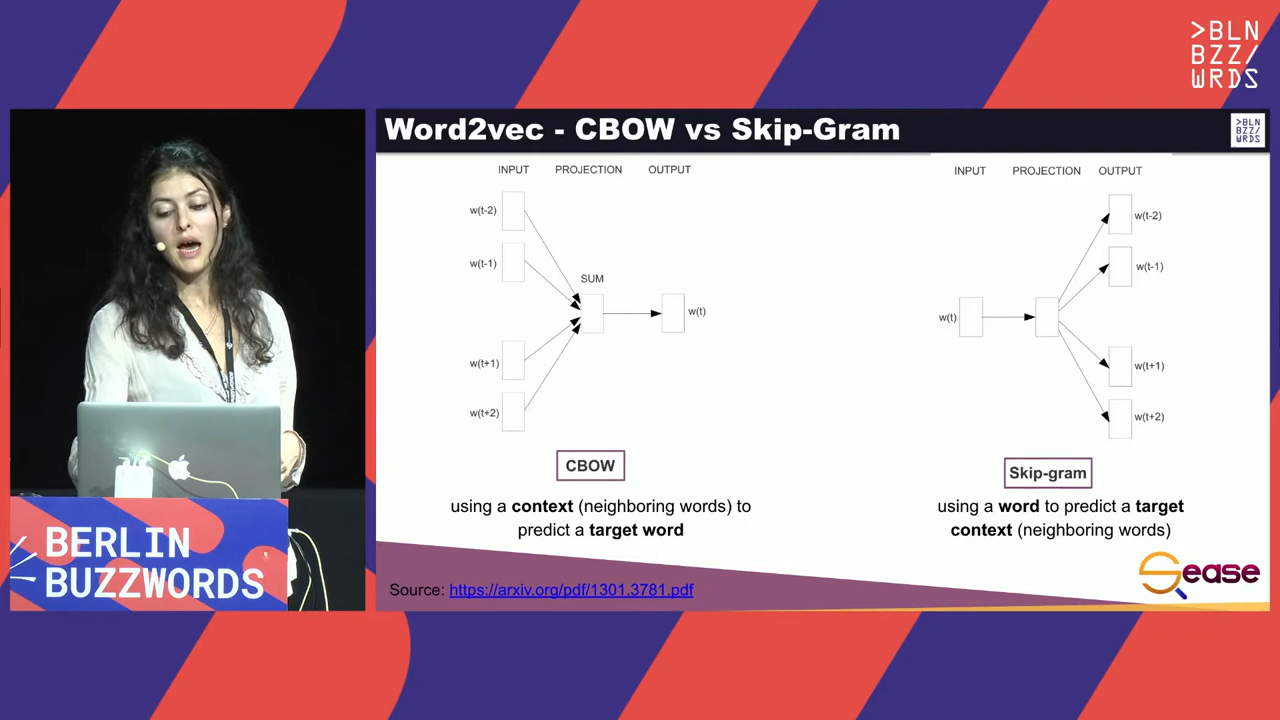 >BLN
BZZ/
WRDS
Word2vec - CBOW vs Skip-Gram
>BLN
BZZ/
WRDS
INPUT PROJECTION OUTPUT
w(t-2)
w(t-1)
SUM
w(t)
w(t+1)
w(t+2)
CBOW
using a context (neighboring words) to
predict a target word
INPUT PROJECTION OUTPUT
w(t-2)
w(t-1)
w(t)
w(t+1)
w(t+2)
Skip-gram
using a word to predict a target
context (neighboring words)
Source: https://arxiv.org/pdf/1301.3781.pdf
Sease
BERLIN
BUZZWORDS